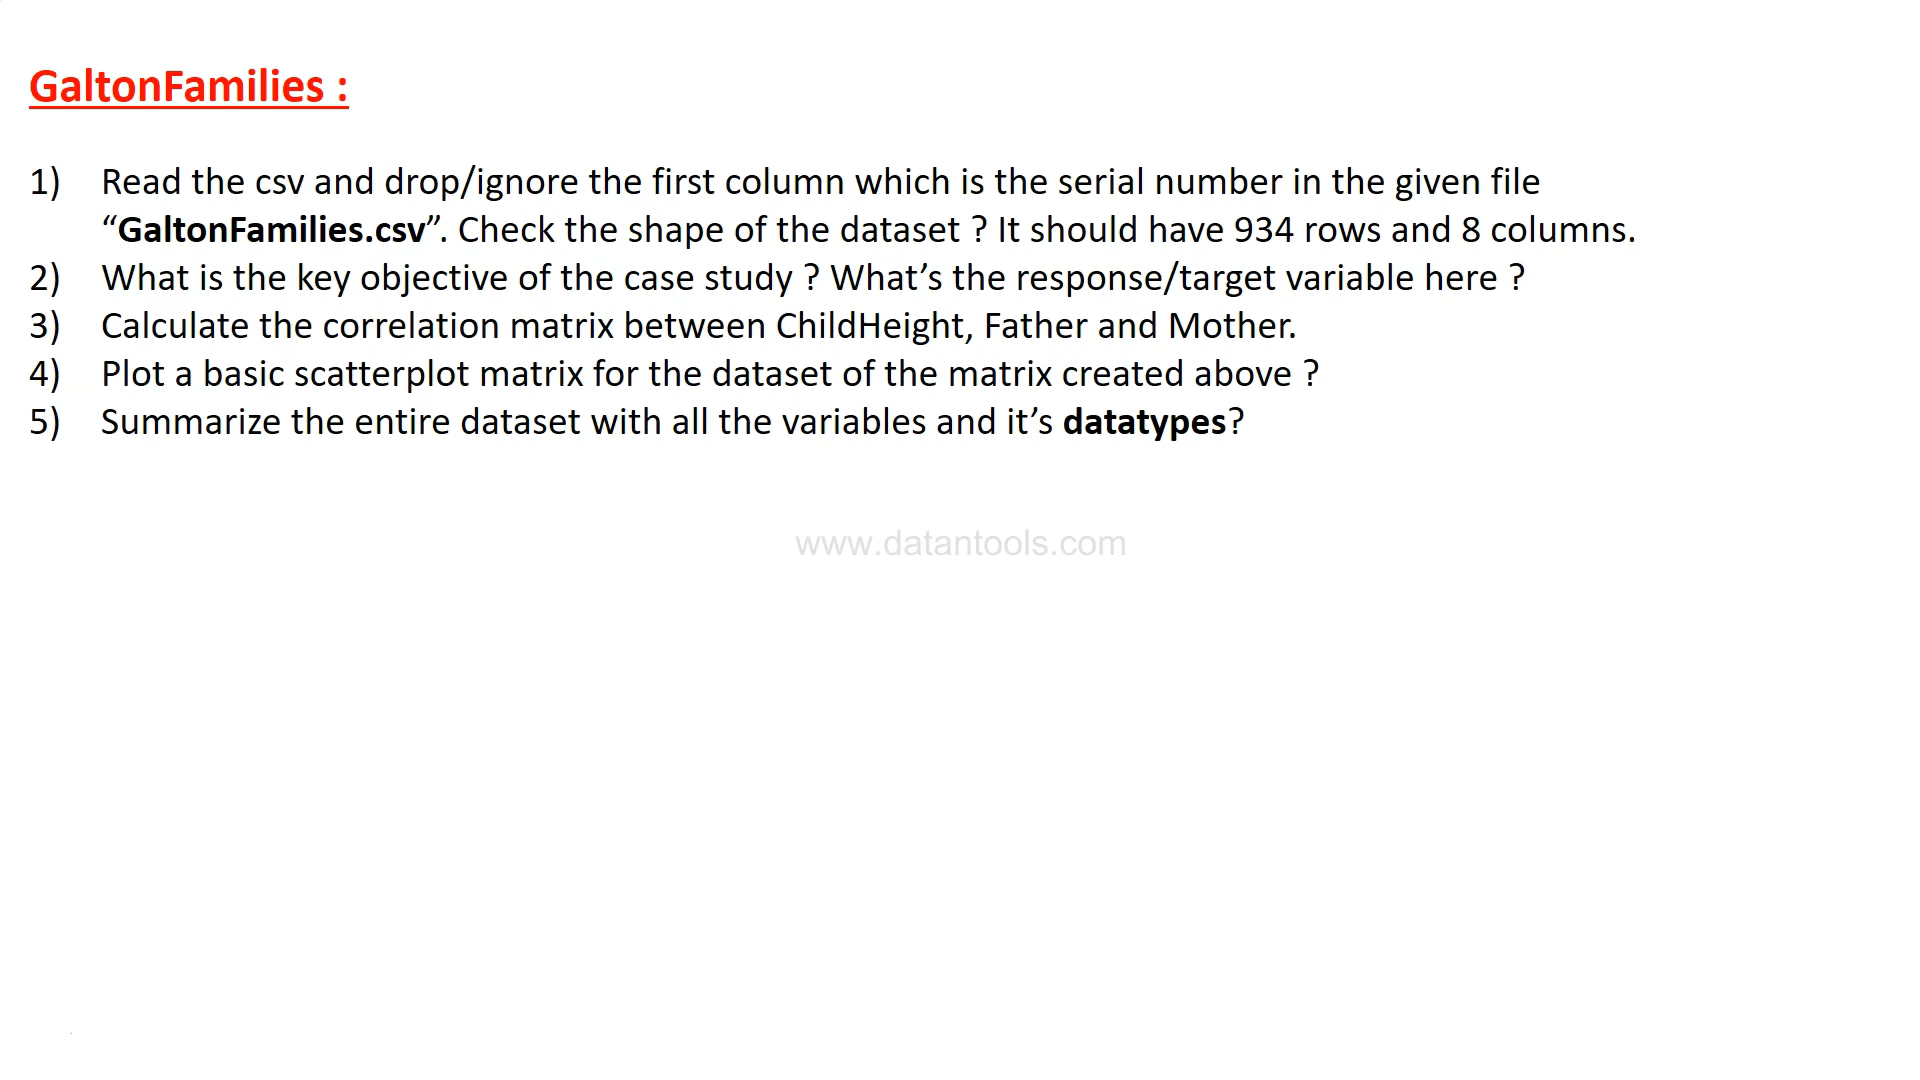 GaltonFamilies :
1) Read the csv and drop/ignore the first column which is the serial number in the given file
“GaltonFamilies.csv”. Check the shape of the dataset ? It should have 934 rows and 8 columns.
2) What is the key objective of the case study ? What’s the response/target variable here ?
3) Calculate the correlation matrix between ChildHeight, Father and Mother.
4) Plot a basic scatterplot matrix for the dataset of the matrix created above ?
5) Summarize the entire dataset with all the variables and it’s datatypes?
www.datantools.com